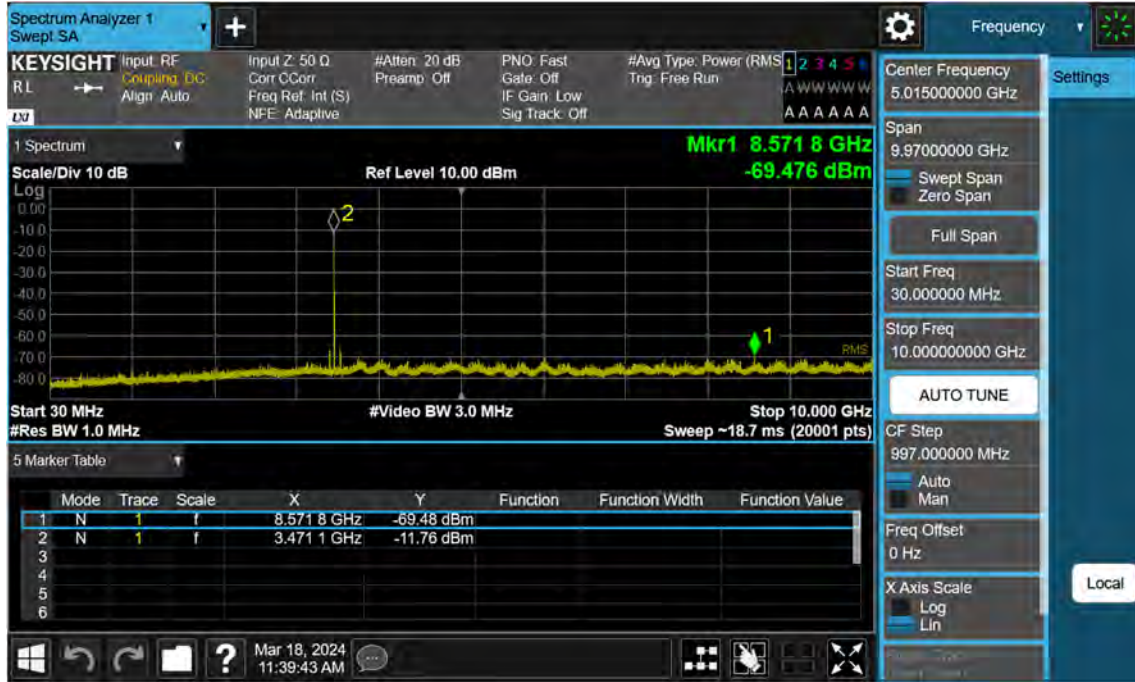 Spectrum Analyzer 1
Swept SA
Frequency
KEYSIGHT
RL
LXI
Input: RF
Coupling: DC
Align: Auto
Input Z: 50 Ω
Corr CCorr
Freq Ref: Int (S)
NFE: Adaptive
#Atten: 20 dB
Preamp: Off
PNO: Fast
Gate: Off
IF Gain: Low
Sig Track: Off
#Avg Type: Power (RMS
Trig: Free Run
1 2 3 4 5 6
A W W W W W
A A A A A A
1 Spectrum
Scale/Div 10 dB
Ref Level 10.00 dBm
Mkr1 8.571 8 GHz
-69.476 dBm
Log
0.00
-10.0
-20.0
-30.0
-40.0
-50.0
-60.0
-70.0
-80.0
2
1
RMS
Start 30 MHz
#Video BW 3.0 MHz
Stop 10.000 GHz
#Res BW 1.0 MHz
Sweep ~18.7 ms (20001 pts)
5 Marker Table
Mode Trace Scale X Y Function Function Width Function Value
1 N 1 f 8.571 8 GHz -69.48 dBm
2 N 1 f 3.471 1 GHz -11.76 dBm
3
4
5
6
Mar 18, 2024
11:39:43 AM
Center Frequency
5.015000000 GHz
Span
9.97000000 GHz
Swept Span
Zero Span
Full Span
Start Freq
30.000000 MHz
Stop Freq
10.000000000 GHz
AUTO TUNE
CF Step
997.000000 MHz
Auto
Man
Freq Offset
0 Hz
X Axis Scale
Log
Lin
Settings
Local